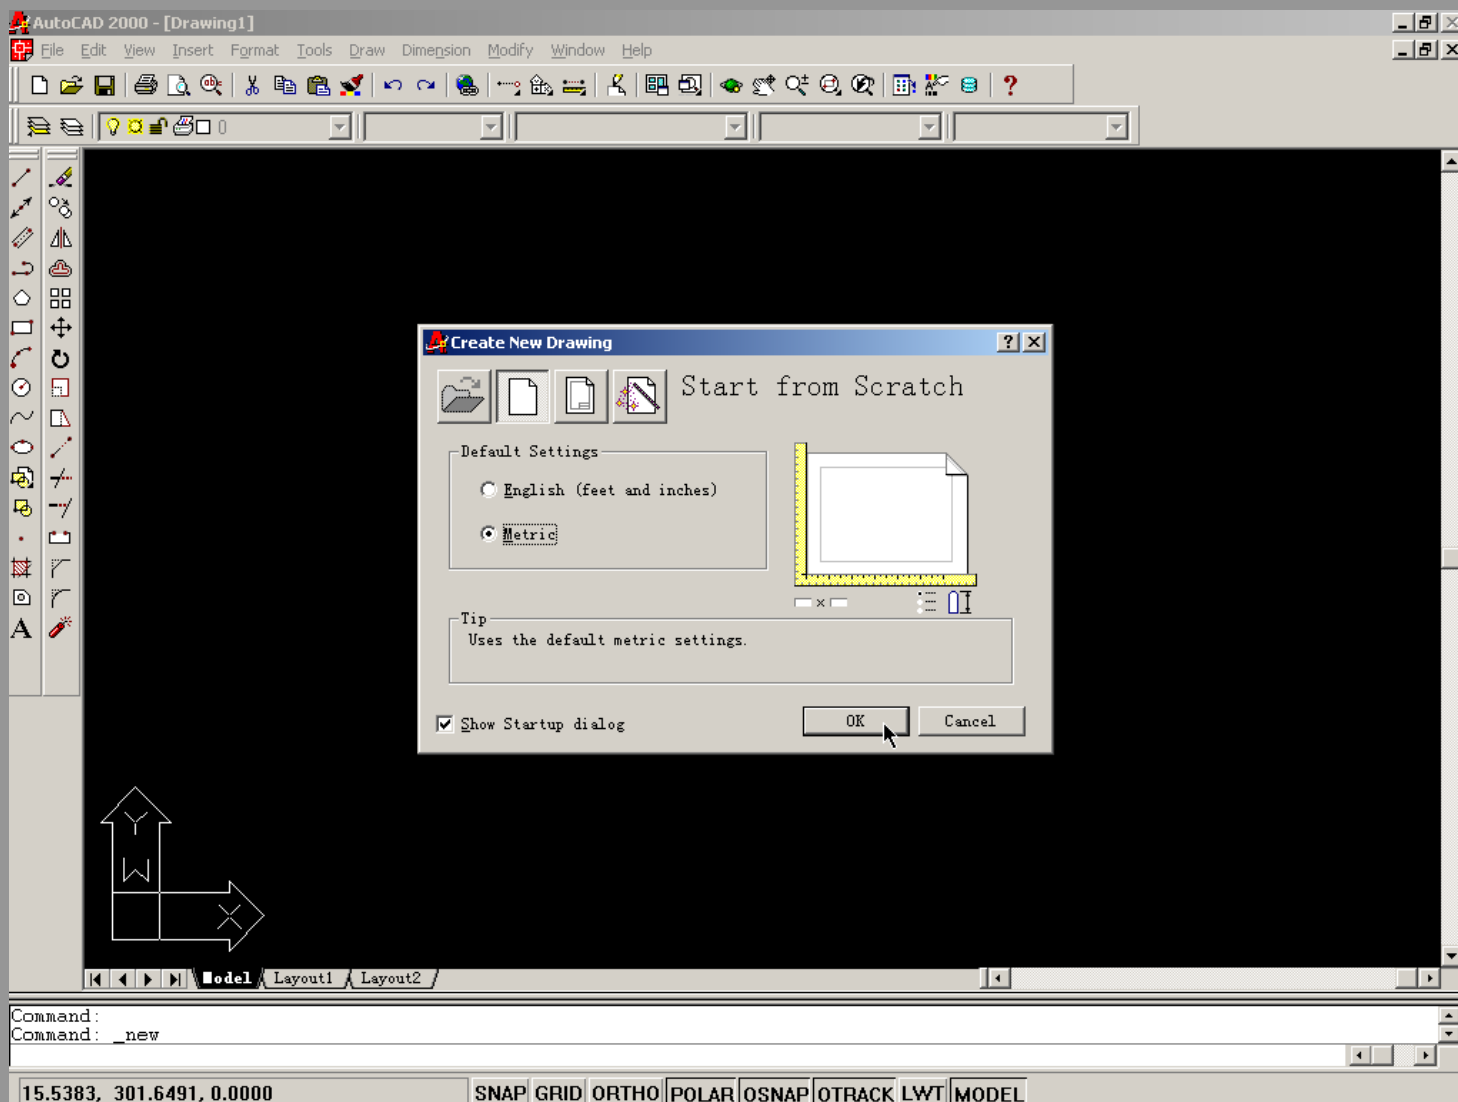 AutoCAD 2000 - [Drawing1]
File Edit View Insert Format Tools Draw Dimension Modify Window Help
0
Create New Drawing
Start from Scratch
Default Settings
English (feet and inches)
Metric
Tip
Uses the default metric settings.
Show Startup dialog
OK Cancel
Y
W
X
Model Layout1 Layout2
Command:
Command: _new
15.5383, 301.6491, 0.0000 SNAP GRID ORTHO POLAR OSNAP OTRACK LWT MODEL